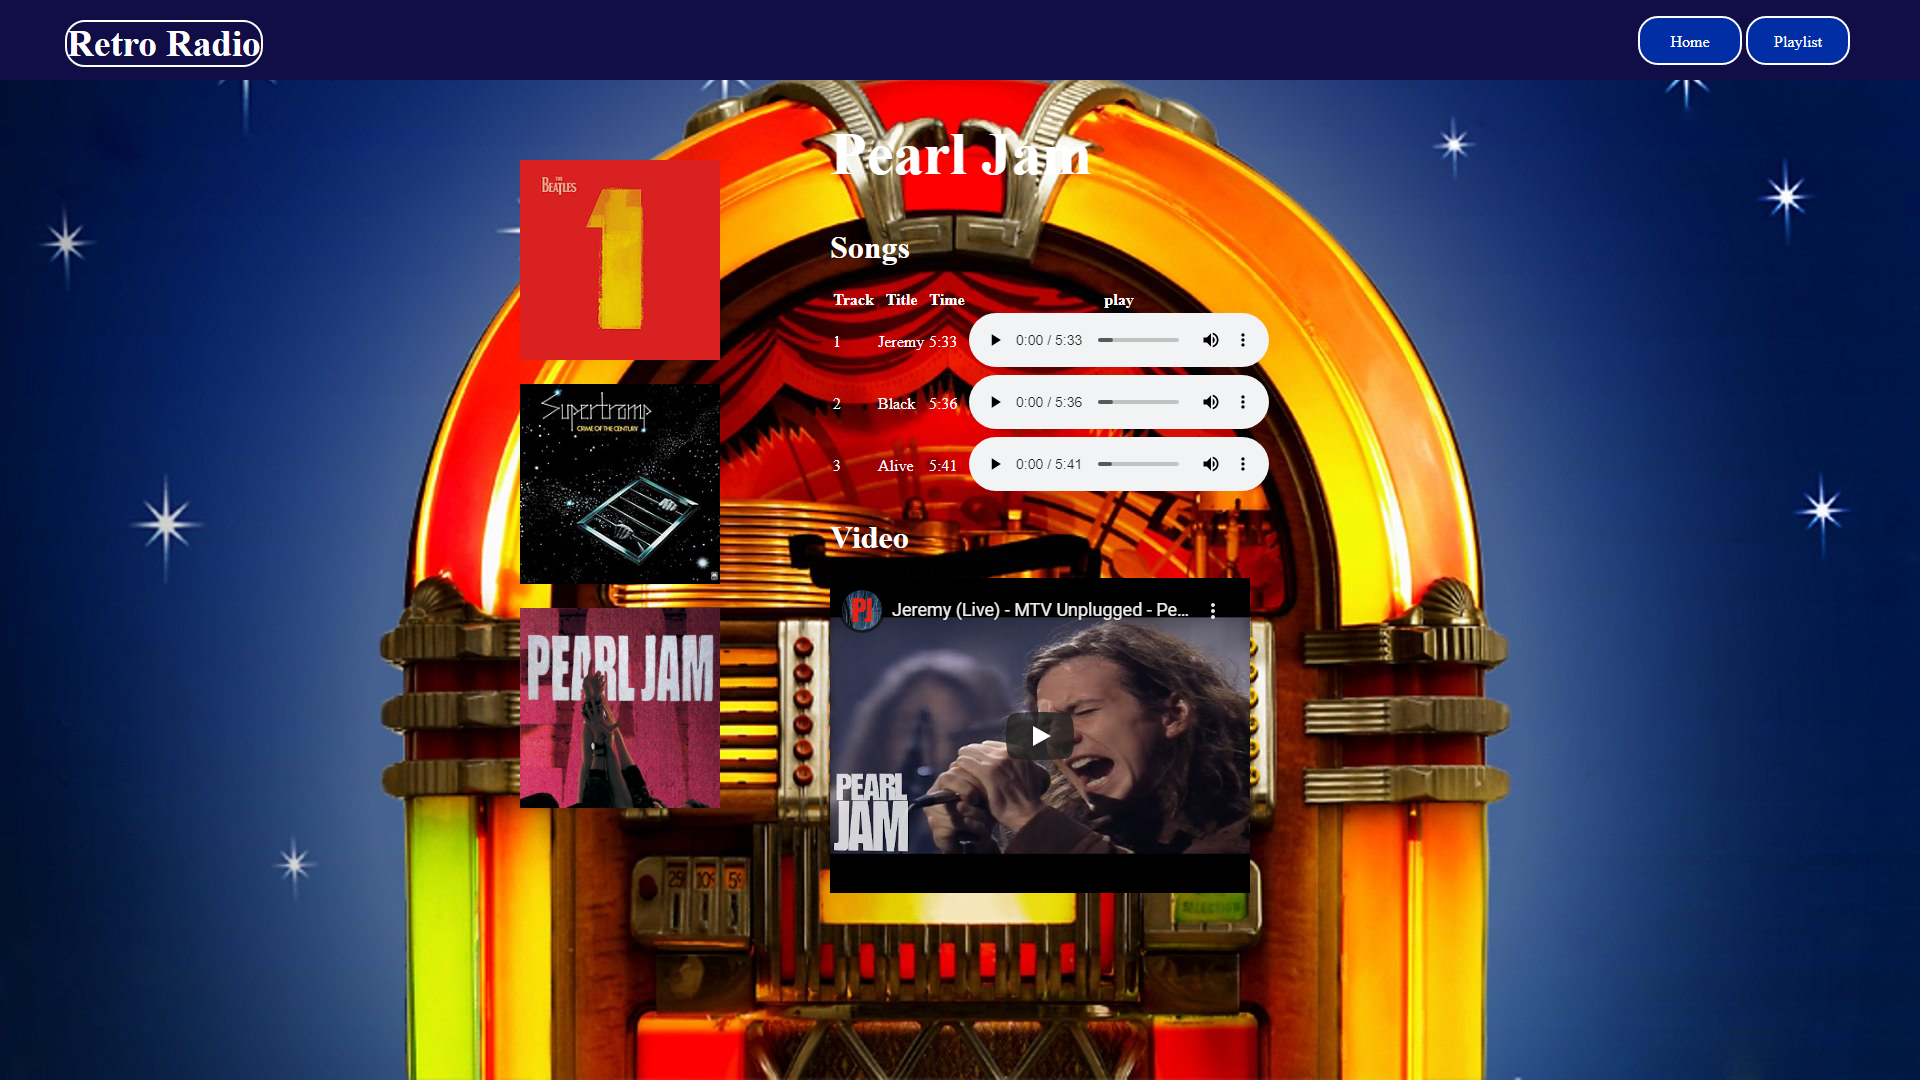 Retro Radio
Home
Playlist
Pearl Jam
THE
BEATLES
1
Supertramp
CRIME OF THE CENTURY
PEARL JAM
Songs
Track Title Time play
1 Jeremy 5:33 0:00 / 5:33
2 Black 5:36 0:00 / 5:36
3 Alive 5:41 0:00 / 5:41
Video
PJ
Jeremy (Live) - MTV Unplugged - Pe...
PEARL
JAM
25¢ 10¢ 5¢
SELECTION